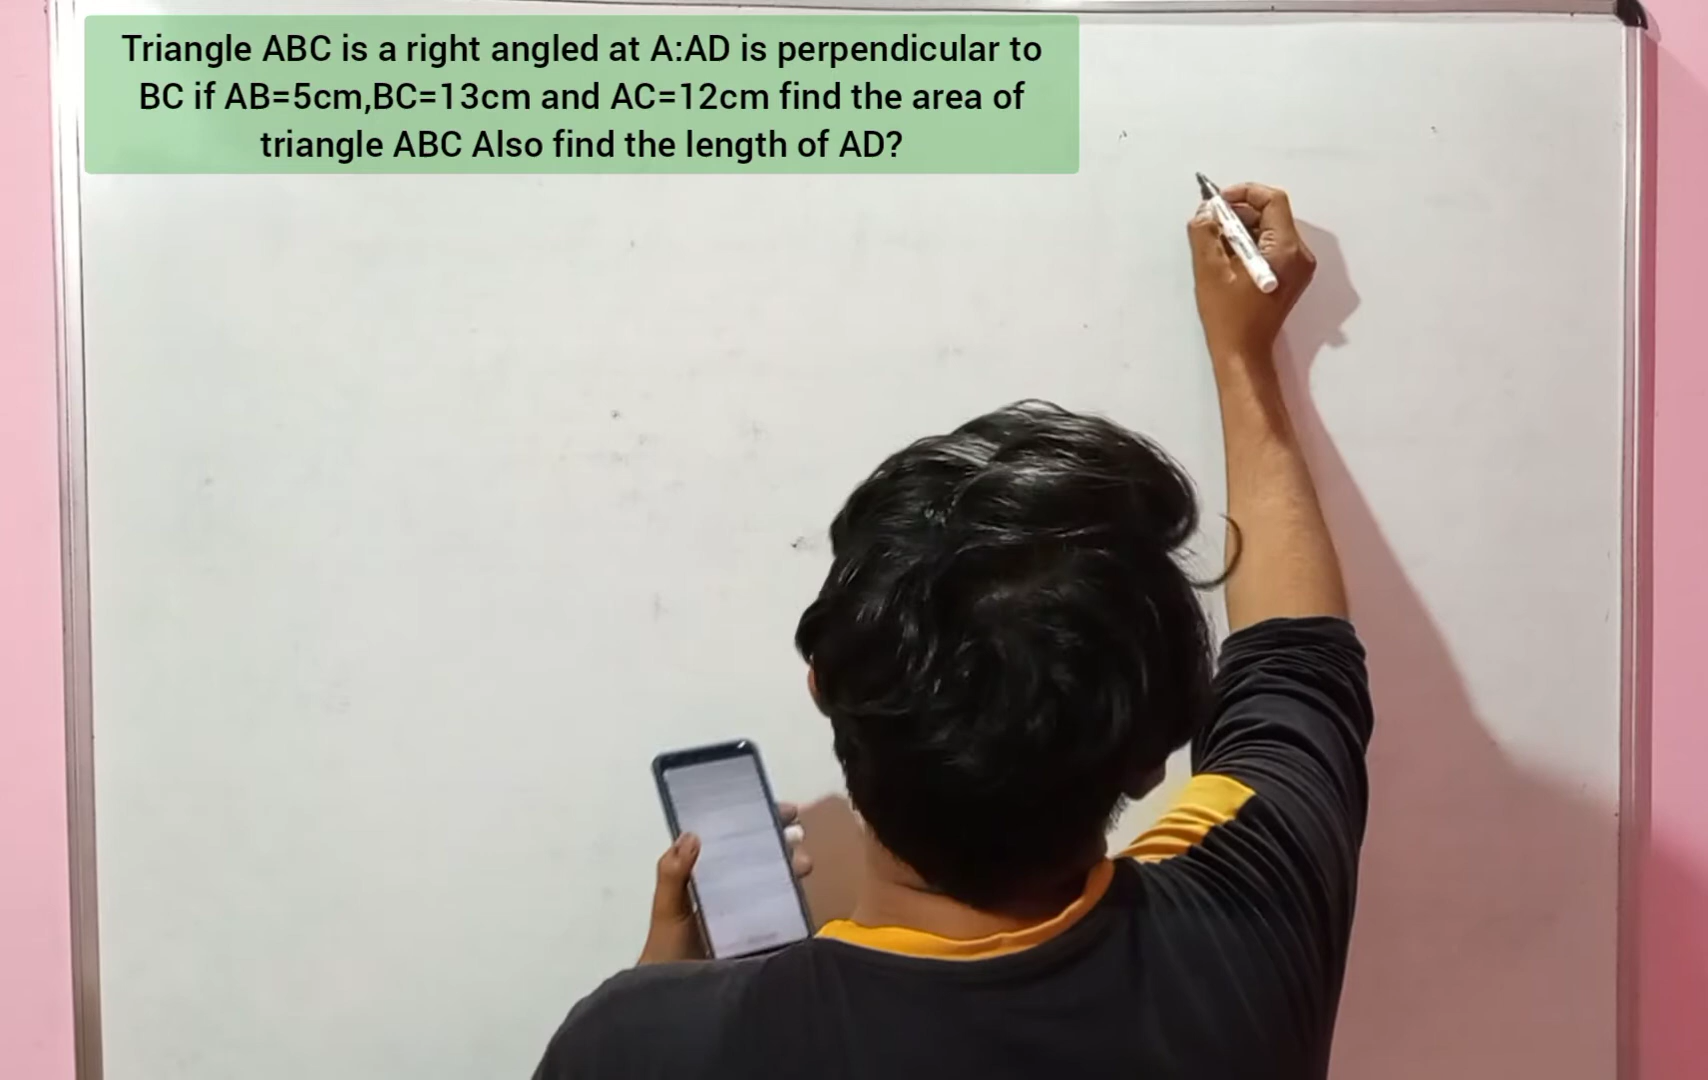 Triangle ABC is a right angled at A:AD is perpendicular to
BC if AB=5cm,BC=13cm and AC=12cm find the area of
triangle ABC Also find the length of AD?